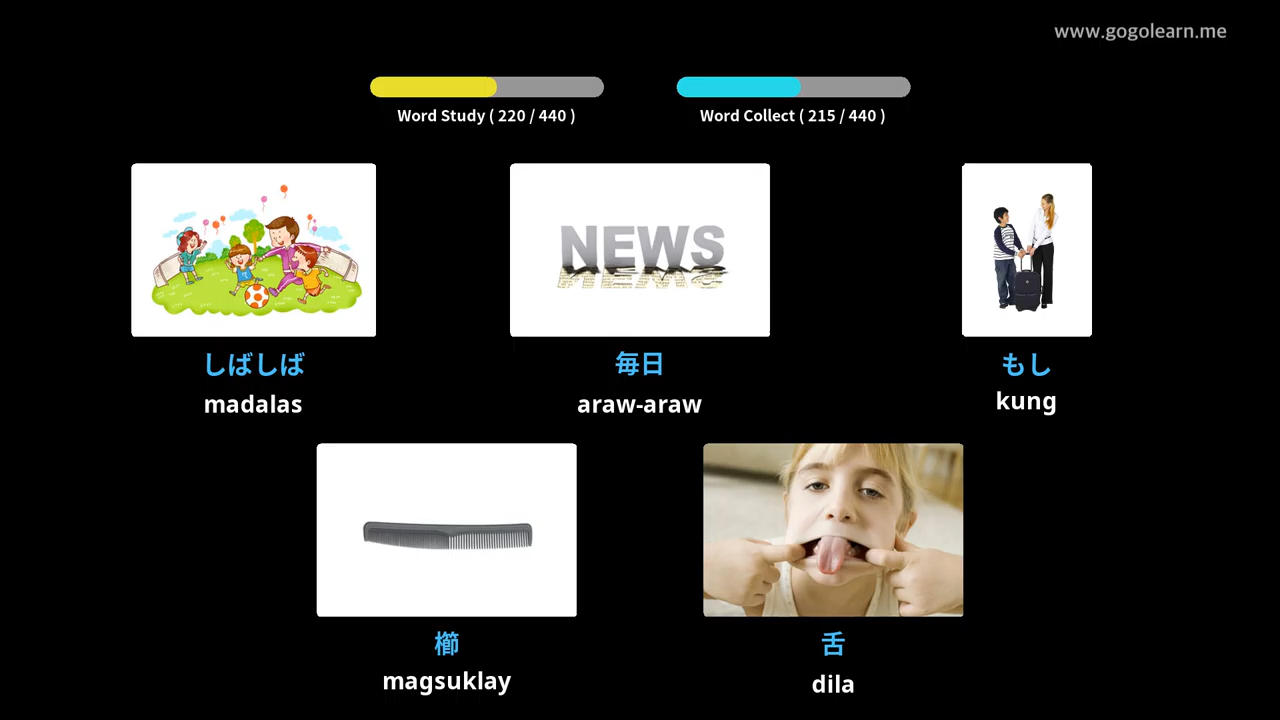 www.gogolearn.me
Word Study ( 220 / 440 )
Word Collect ( 215 / 440 )
NEWS
しばしば
毎日
もし
madalas
araw-araw
kung
櫛
舌
magsuklay
dila